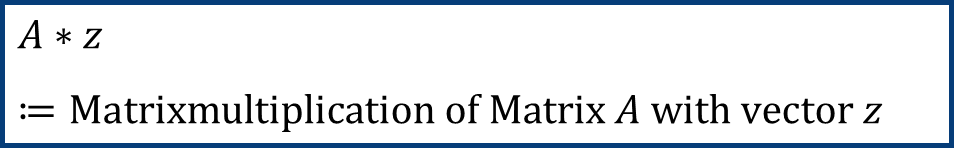 A ∗ z
≔ Matrixmultiplication of Matrix A with vector z